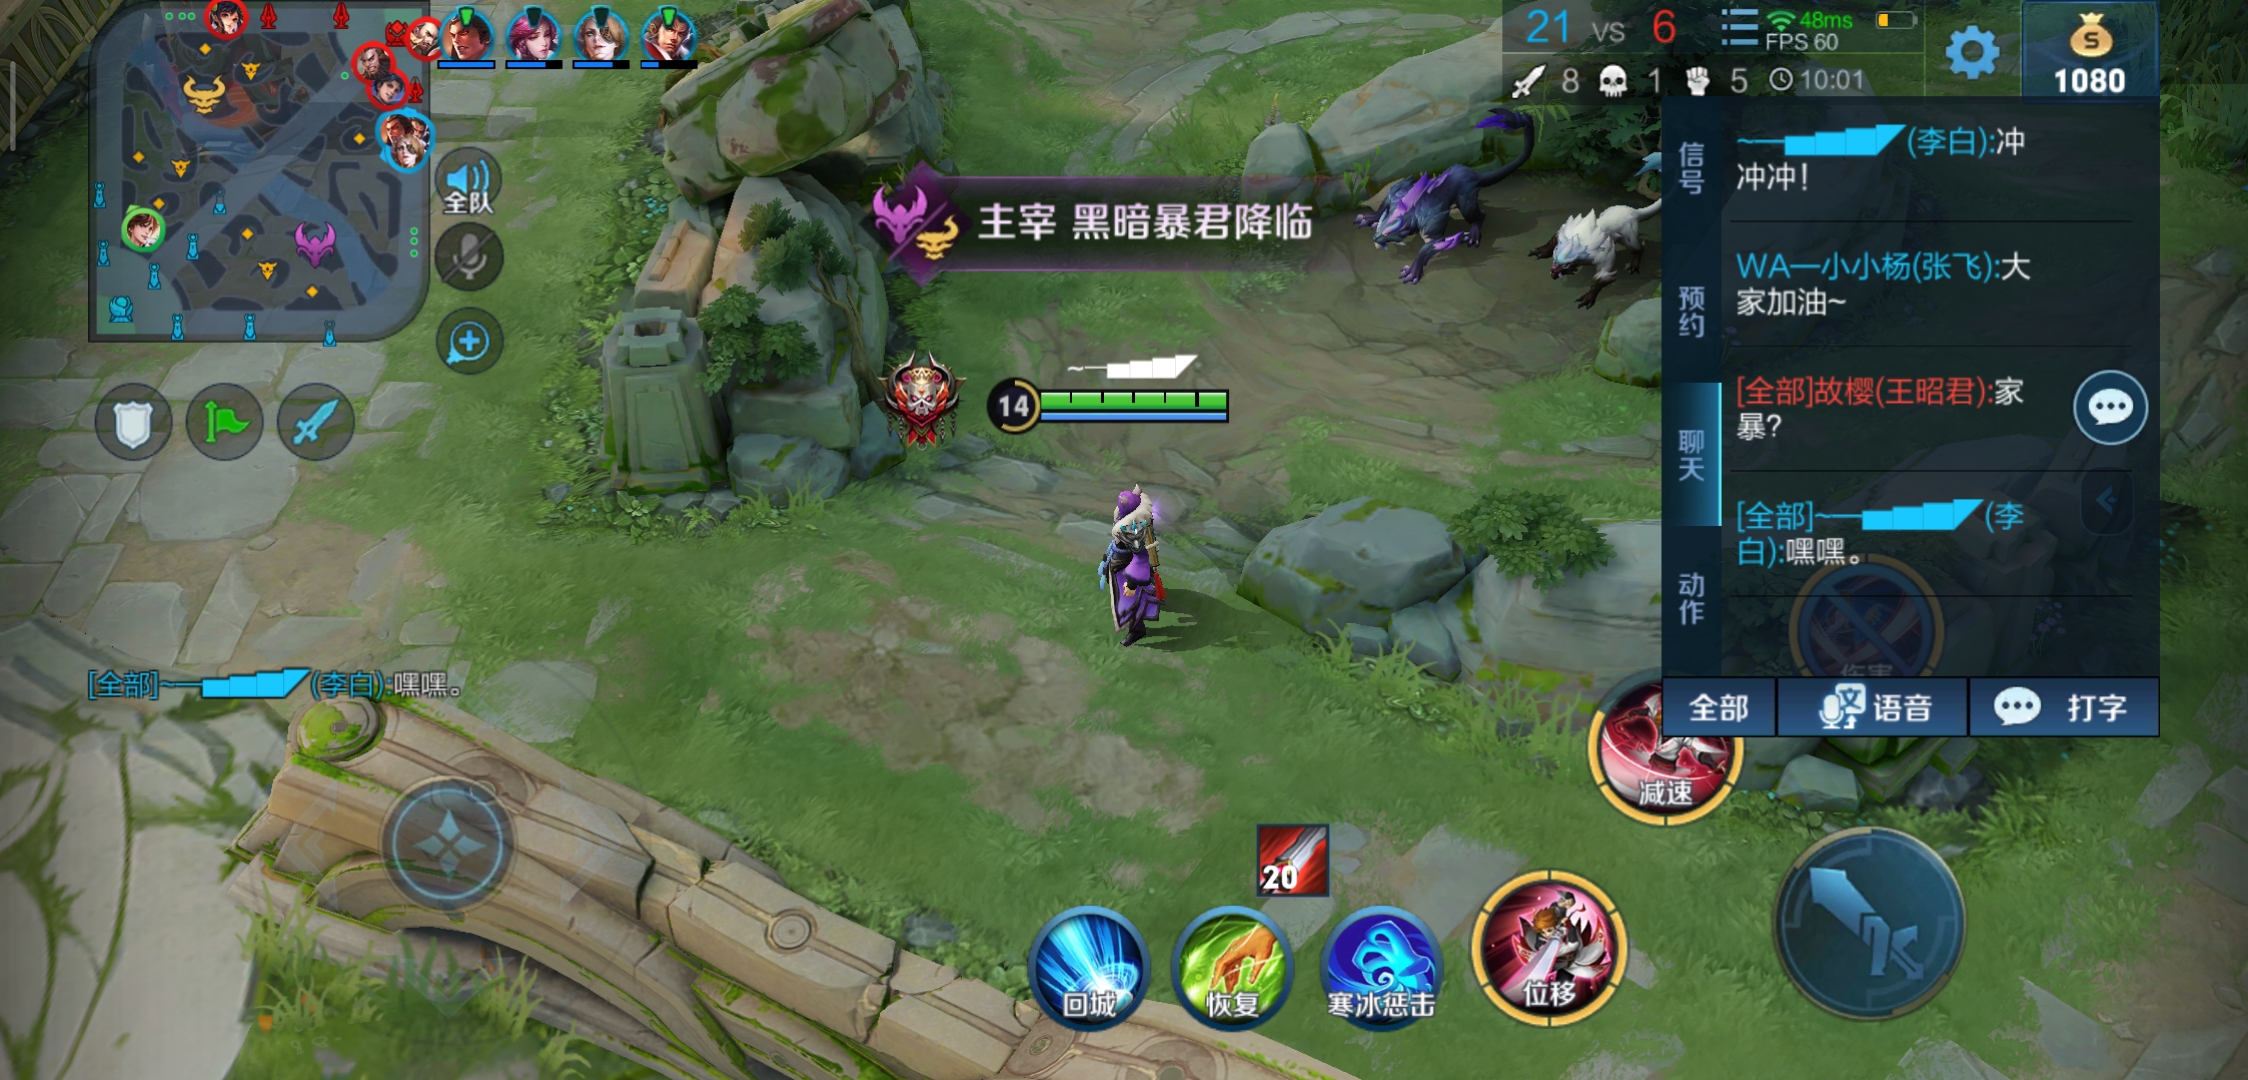 21 vs 6
48ms
FPS 60
8 1 5 10:01
1080
全队
主宰 黑暗暴君降临
14
信号
预约
聊天
动作
(李白):冲
冲冲!
WA—小小杨(张飞):大
家加油~
[全部]故樱(王昭君):家
暴?
[全部]~—(李
白):嘿嘿。
伤害
全部
语音
打字
[全部]~—(李白):嘿嘿。
减速
20
回城
恢复
寒冰惩击
位移